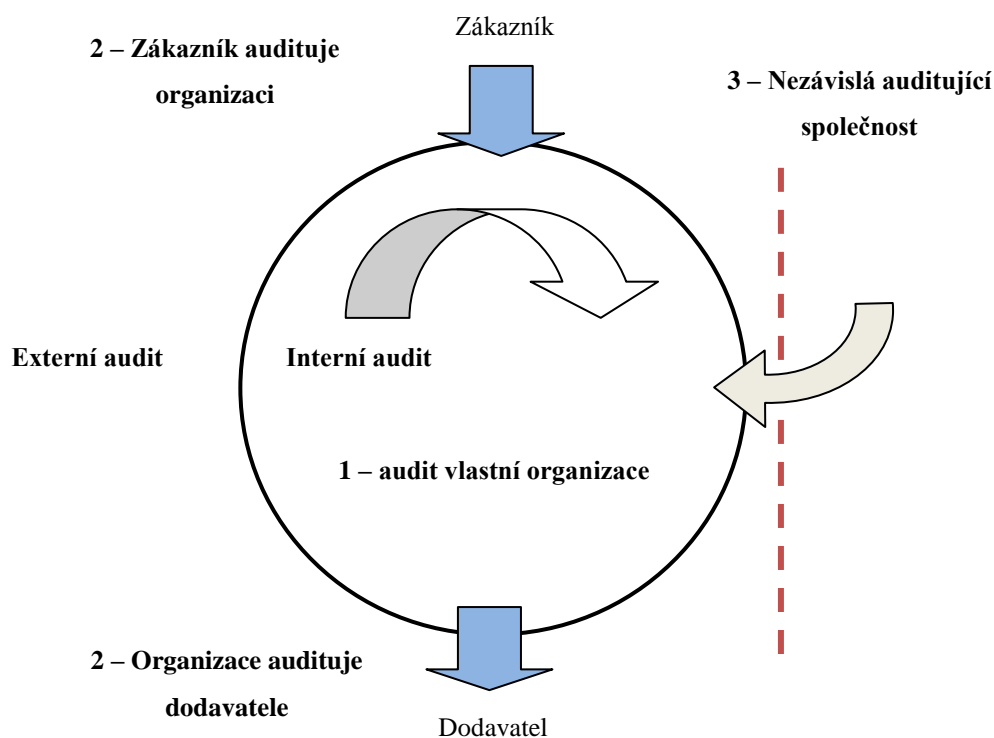 Zákazník
2 – Zákazník audituje
organizaci
3 – Nezávislá auditující
společnost
Externí audit
Interní audit
1 – audit vlastní organizace
2 – Organizace audituje
dodavatele
Dodavatel